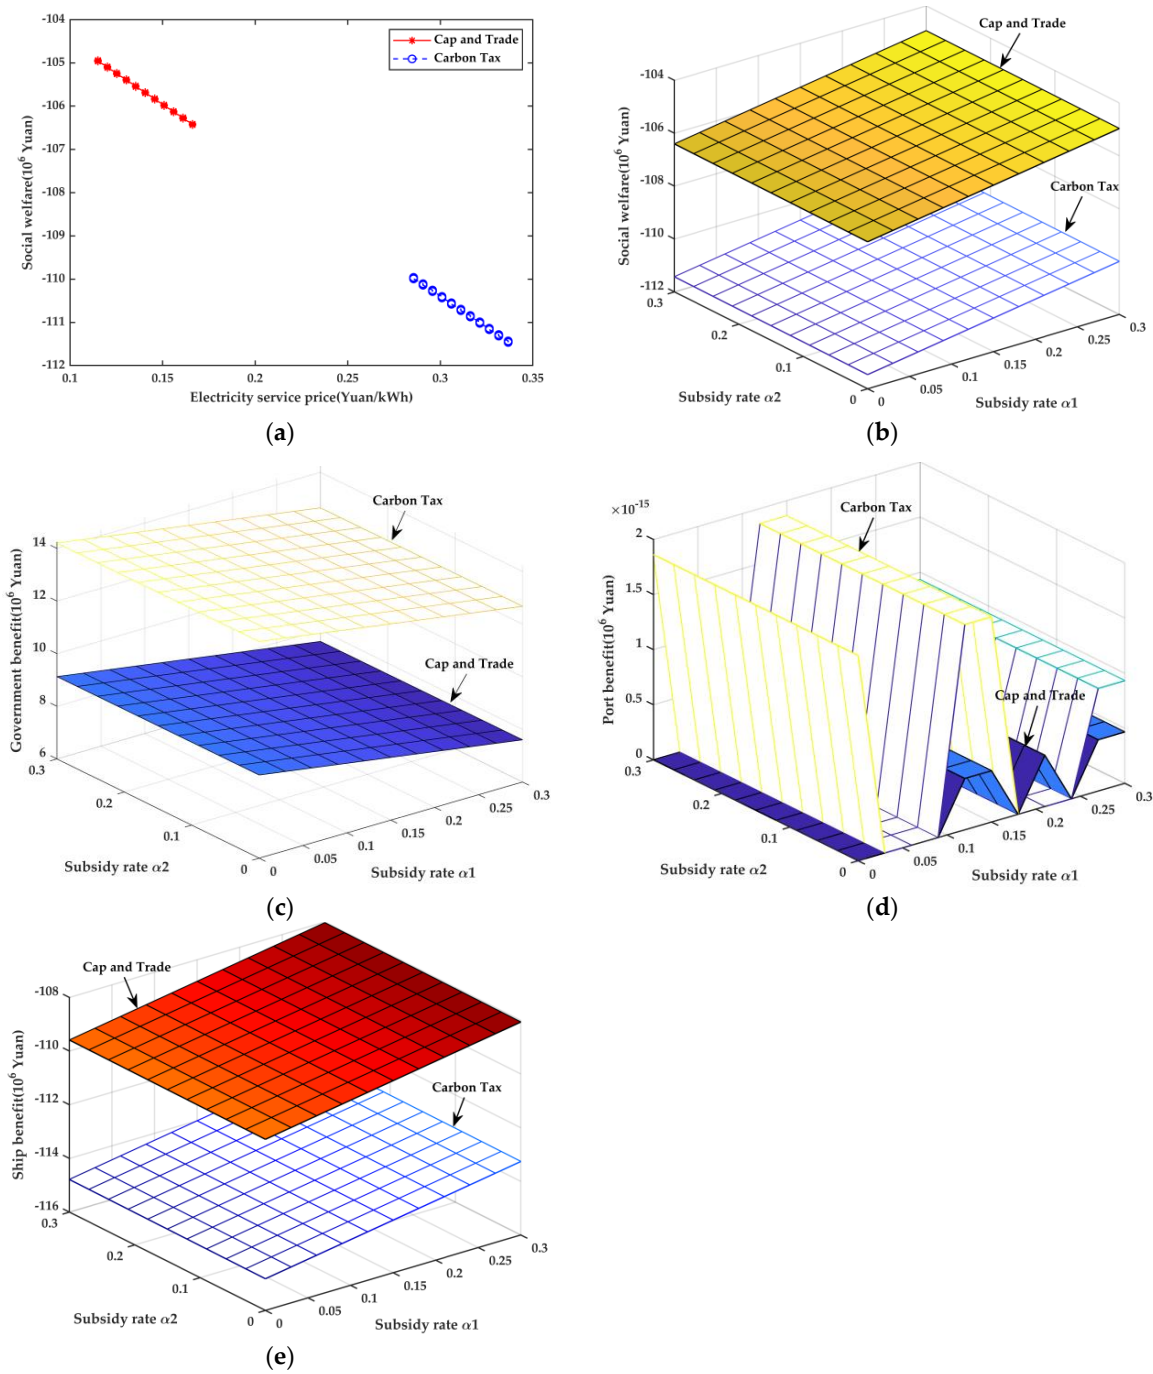 -104
-105
-106
-107
-108
-109
-110
-111
-112
0.1
0.15
0.2
0.25
0.3
0.35
Social welfare(10⁶ Yuan)
Electricity service price(Yuan/kWh)
Cap and Trade
Carbon Tax
(a)
-104
-106
-108
-110
-112
0.3
0.2
0.1
0
0
0.05
0.1
0.15
0.2
0.25
0.3
Social welfare(10⁶ Yuan)
Subsidy rate α2
Subsidy rate α1
Cap and Trade
Carbon Tax
(b)
14
12
10
8
6
0.3
0.2
0.1
0
0
0.05
0.1
0.15
0.2
0.25
0.3
Government benefit(10⁶ Yuan)
Subsidy rate α2
Subsidy rate α1
Carbon Tax
Cap and Trade
(c)
×10⁻¹⁵
2
1.5
1
0.5
0
0.3
0.2
0.1
0
0
0.05
0.1
0.15
0.2
0.25
0.3
Port benefit(10⁶ Yuan)
Subsidy rate α2
Subsidy rate α1
Carbon Tax
Cap and Trade
(d)
-108
-110
-112
-114
-116
0.3
0.2
0.1
0
0
0.05
0.1
0.15
0.2
0.25
0.3
Ship benefit(10⁶ Yuan)
Subsidy rate α2
Subsidy rate α1
Cap and Trade
Carbon Tax
(e)